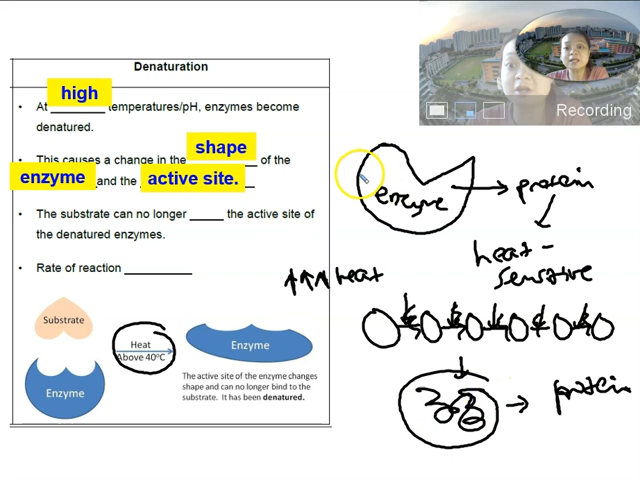 Denaturation
high
• At _________ temperatures/pH, enzymes become
denatured.
shape
• This causes a change in the ________ of the
enzyme and the active site.
• The substrate can no longer _____ the active site of
the denatured enzymes.
• Rate of reaction __________
Substrate
Enzyme
Heat
Above 40°C
Enzyme
The active site of the enzyme changes
shape and can no longer bind to the
substrate. It has been denatured.
Recording
enzyme
protein
heat -
sensitive
heat
protein